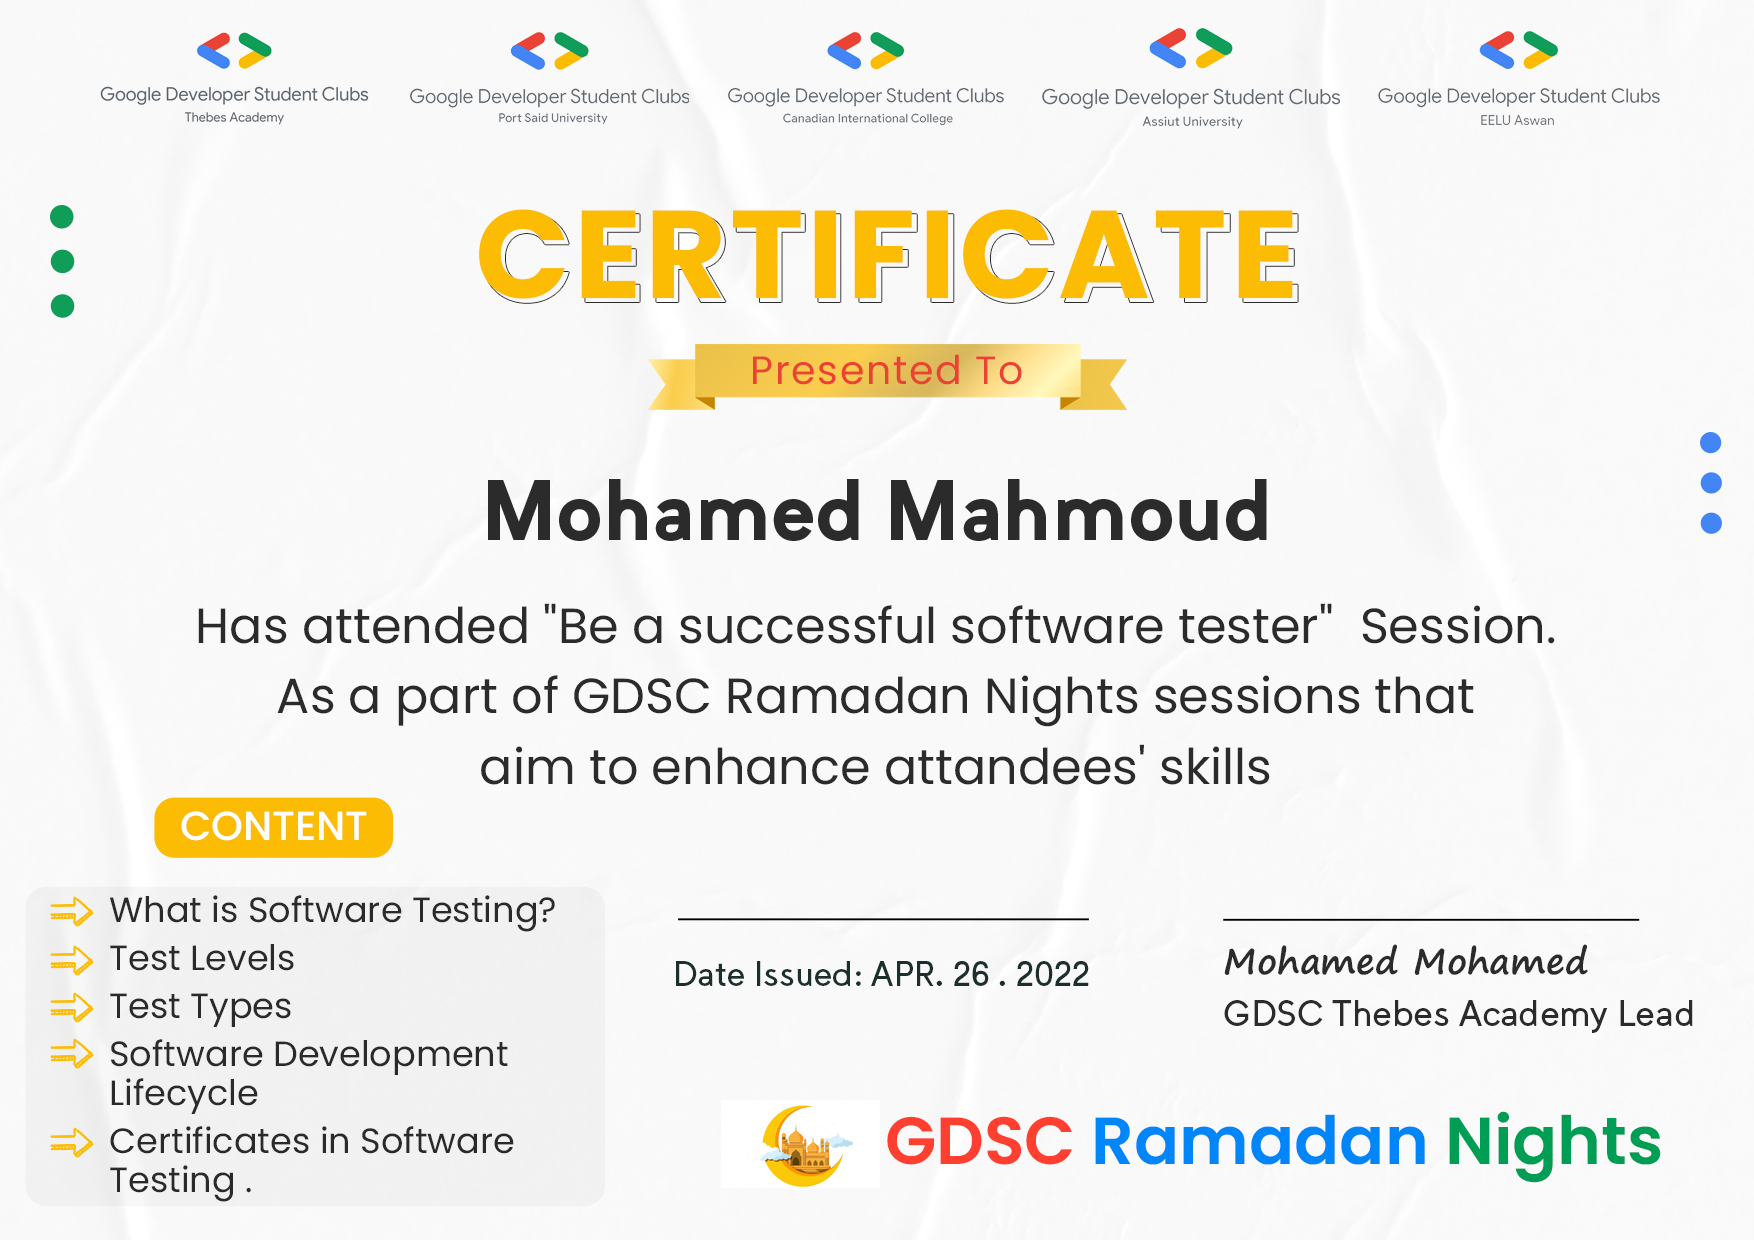 Google Developer Student Clubs
Thebes Academy
Google Developer Student Clubs
Port Said University
Google Developer Student Clubs
Canadian International College
Google Developer Student Clubs
Assiut University
Google Developer Student Clubs
EELU Aswan
CERTIFICATE
Presented To
Mohamed Mahmoud
Has attended "Be a successful software tester" Session.
As a part of GDSC Ramadan Nights sessions that
aim to enhance attandees' skills
CONTENT
What is Software Testing?
Test Levels
Test Types
Software Development
Lifecycle
Certificates in Software
Testing .
Date Issued: APR. 26 . 2022
Mohamed Mohamed
GDSC Thebes Academy Lead
GDSC Ramadan Nights